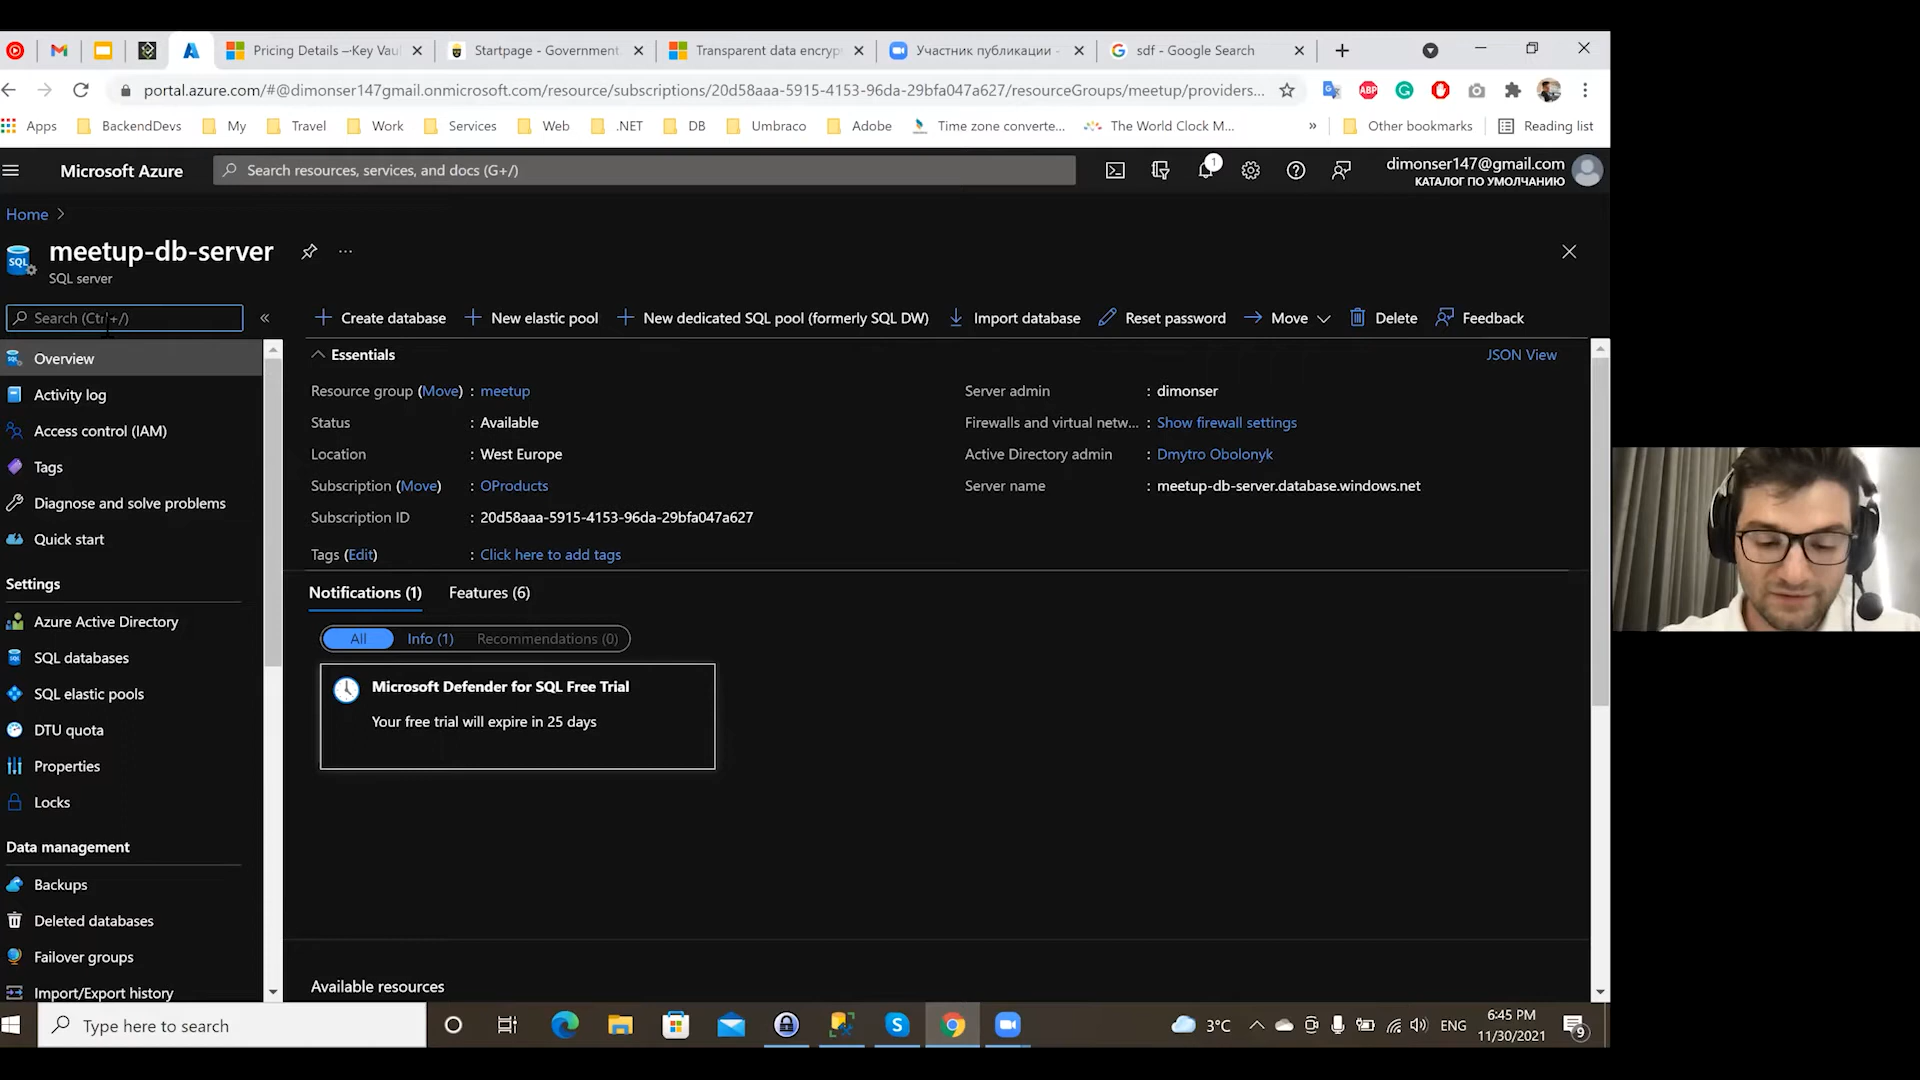 Pricing Details –Key Vaul
Startpage - Government
Transparent data encryp
Участник публикации -
sdf - Google Search
portal.azure.com/#@dimonser147gmail.onmicrosoft.com/resource/subscriptions/20d58aaa-5915-4153-96da-29bfa047a627/resourceGroups/meetup/providers...
ABP
Apps
BackendDevs
My
Travel
Work
Services
Web
.NET
DB
Umbraco
Adobe
Time zone converte...
The World Clock M...
»
Other bookmarks
Reading list
Microsoft Azure
Search resources, services, and docs (G+/)
1
dimonser147@gmail.com
КАТАЛОГ ПО УМОЛЧАНИЮ
Home >
SQL
meetup-db-server
...
SQL server
Search (Ctrl+/)
«
Create database
New elastic pool
New dedicated SQL pool (formerly SQL DW)
Import database
Reset password
Move
Delete
Feedback
Overview
Activity log
Access control (IAM)
Tags
Diagnose and solve problems
Quick start
Settings
Azure Active Directory
SQL databases
SQL elastic pools
DTU quota
Properties
Locks
Data management
Backups
Deleted databases
Failover groups
Import/Export history
Essentials
JSON View
Resource group (Move) : meetup
Status : Available
Location : West Europe
Subscription (Move) : OProducts
Subscription ID : 20d58aaa-5915-4153-96da-29bfa047a627
Tags (Edit) : Click here to add tags
Server admin : dimonser
Firewalls and virtual netw... : Show firewall settings
Active Directory admin : Dmytro Obolonyk
Server name : meetup-db-server.database.windows.net
Notifications (1)
Features (6)
All
Info (1)
Recommendations (0)
Microsoft Defender for SQL Free Trial
Your free trial will expire in 25 days
Available resources
Type here to search
3°C
ENG
6:45 PM
11/30/2021
9